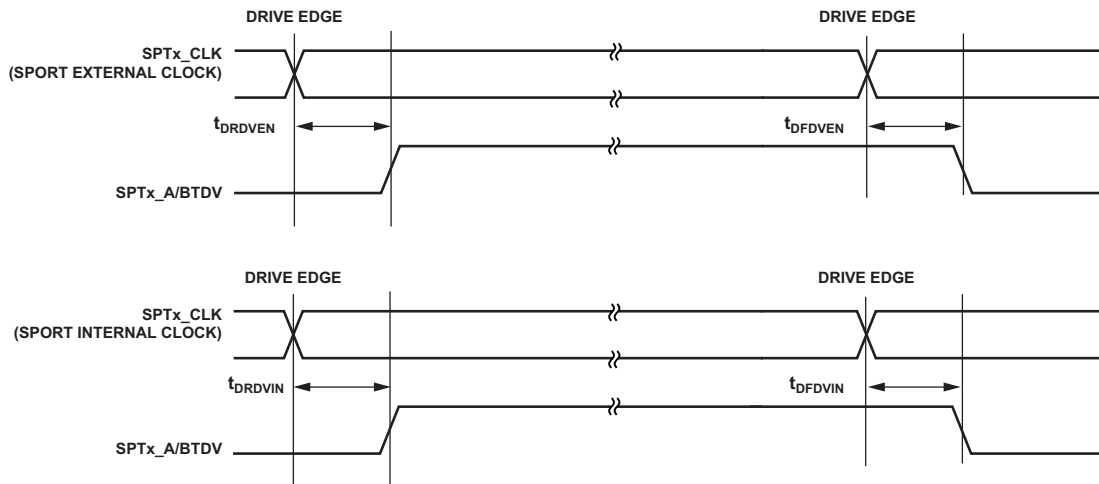 DRIVE EDGE
DRIVE EDGE
SPTx_CLK
(SPORT EXTERNAL CLOCK)
tDRDVEN
tDFDVEN
SPTx_A/BTDV
DRIVE EDGE
DRIVE EDGE
SPTx_CLK
(SPORT INTERNAL CLOCK)
tDRDVIN
tDFDVIN
SPTx_A/BTDV